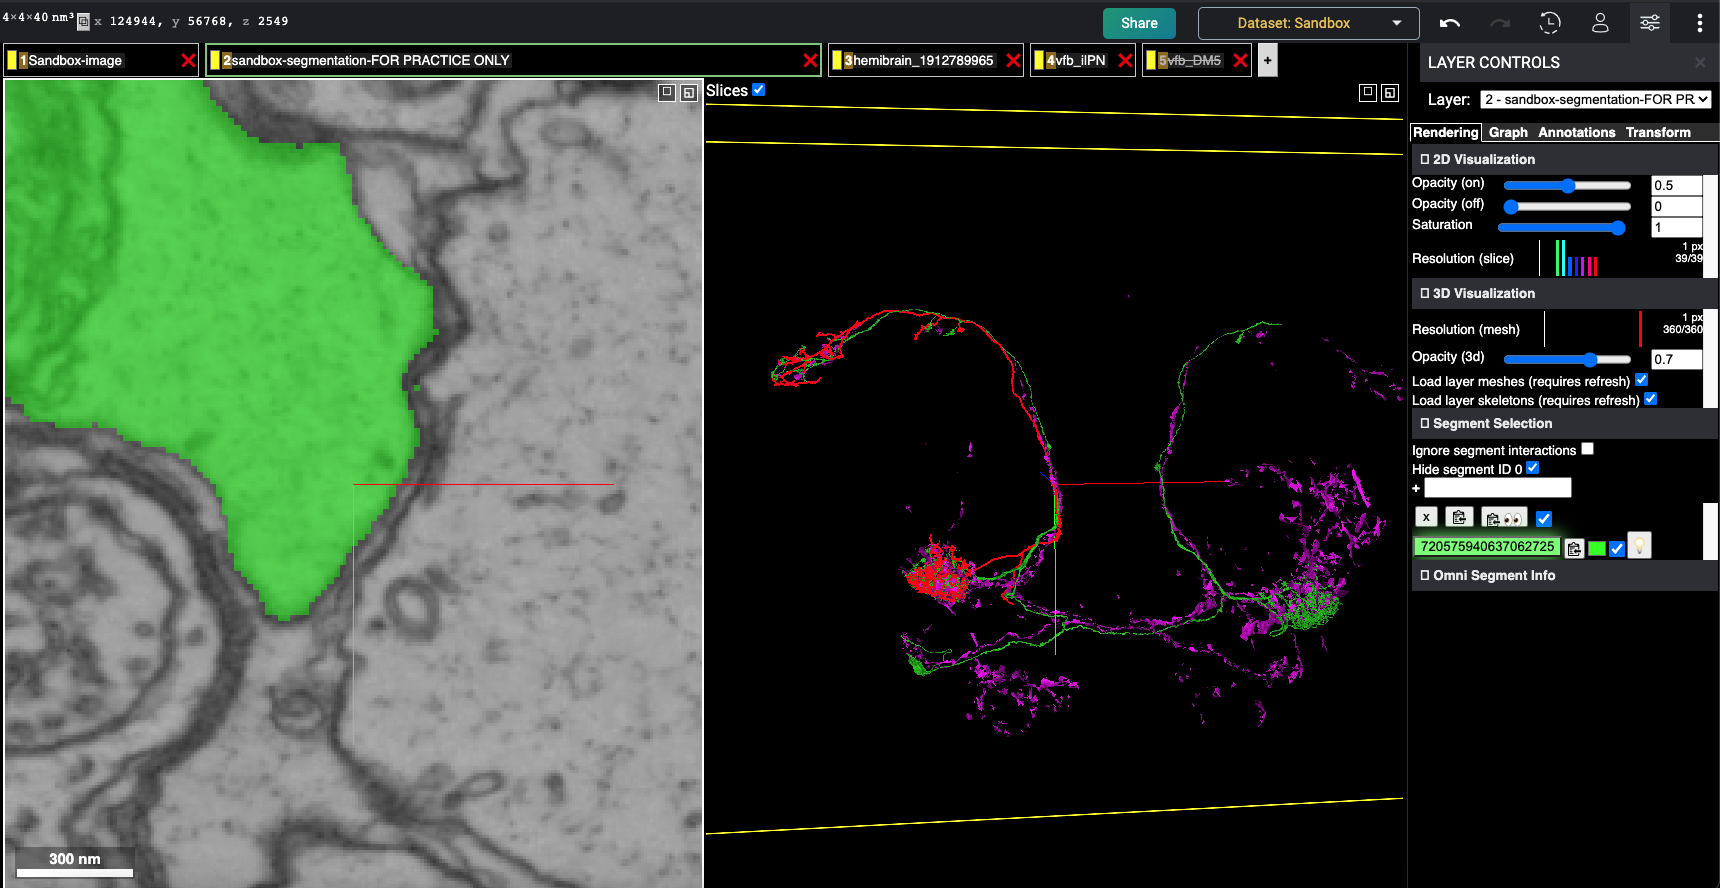 4×4×40 nm³ x 124944, y 56768, z 2549
Share
Dataset: Sandbox
1Sandbox-image
2sandbox-segmentation-FOR PRACTICE ONLY
3hemibrain_1912789965
4vfb_ilPN
5vfb_DM5
+
Slices
300 nm
LAYER CONTROLS
Layer: 2 - sandbox-segmentation-FOR PR
Rendering Graph Annotations Transform
2D Visualization
Opacity (on) 0.5
Opacity (off) 0
Saturation 1
1 px
Resolution (slice) 39/39
3D Visualization
1 px
Resolution (mesh) 360/360
Opacity (3d) 0.7
Load layer meshes (requires refresh)
Load layer skeletons (requires refresh)
Segment Selection
Ignore segment interactions
Hide segment ID 0
+
x
720575940637062725
Omni Segment Info